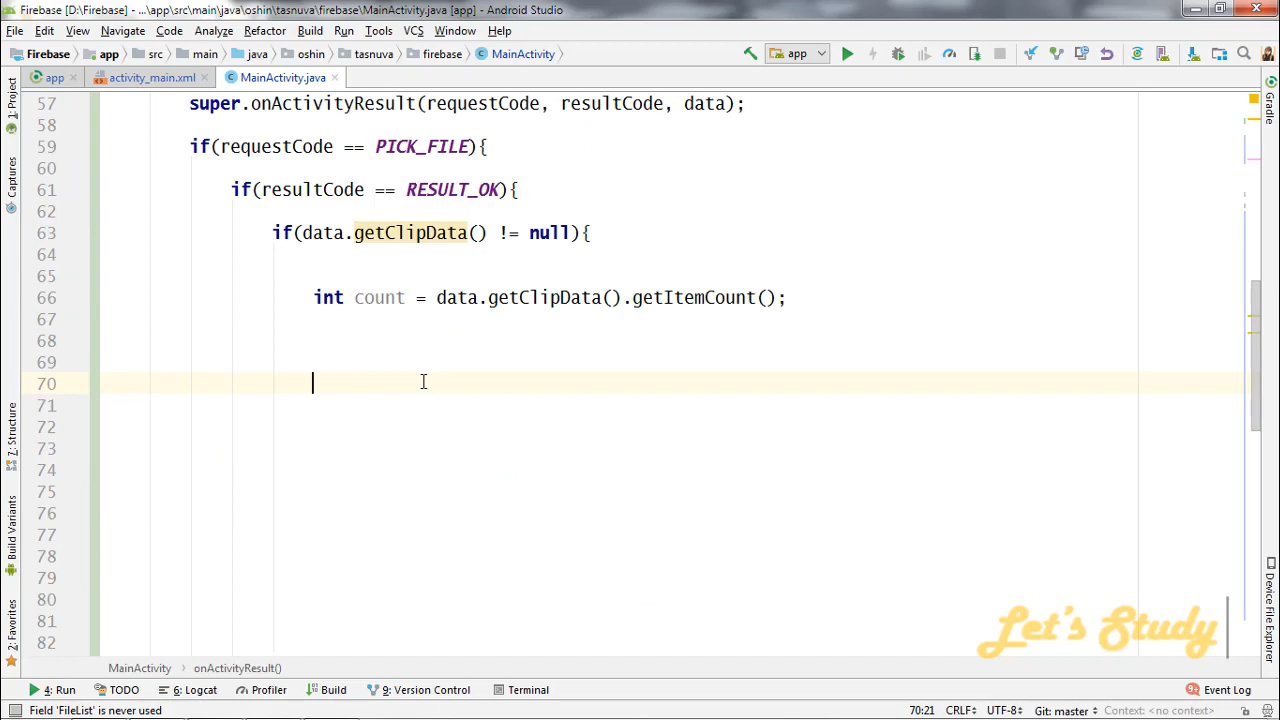 Firebase [D:\Firebase] - ...\app\src\main\java\oshin\tasnuva\firebase\MainActivity.java [app] - Android Studio
File Edit View Navigate Code Analyze Refactor Build Run Tools VCS Window Help
Firebase app src main java oshin tasnuva firebase MainActivity app
app activity_main.xml MainActivity.java
57 super.onActivityResult(requestCode, resultCode, data);
58
59 if(requestCode == PICK_FILE){
60
61 if(resultCode == RESULT_OK){
62
63 if(data.getClipData() != null){
64
65
66 int count = data.getClipData().getItemCount();
67
68
69
70
71
72
73
74
75
76
77
78
79
80
81
82
1: Project
Captures
7: Structure
Build Variants
2: Favorites
Gradle
Device File Explorer
Let's Study
MainActivity onActivityResult()
4: Run TODO 6: Logcat Profiler Build 9: Version Control Terminal 9+ Event Log
Field 'FileList' is never used 70:21 CRLF UTF-8 Git: master Context: <no context>